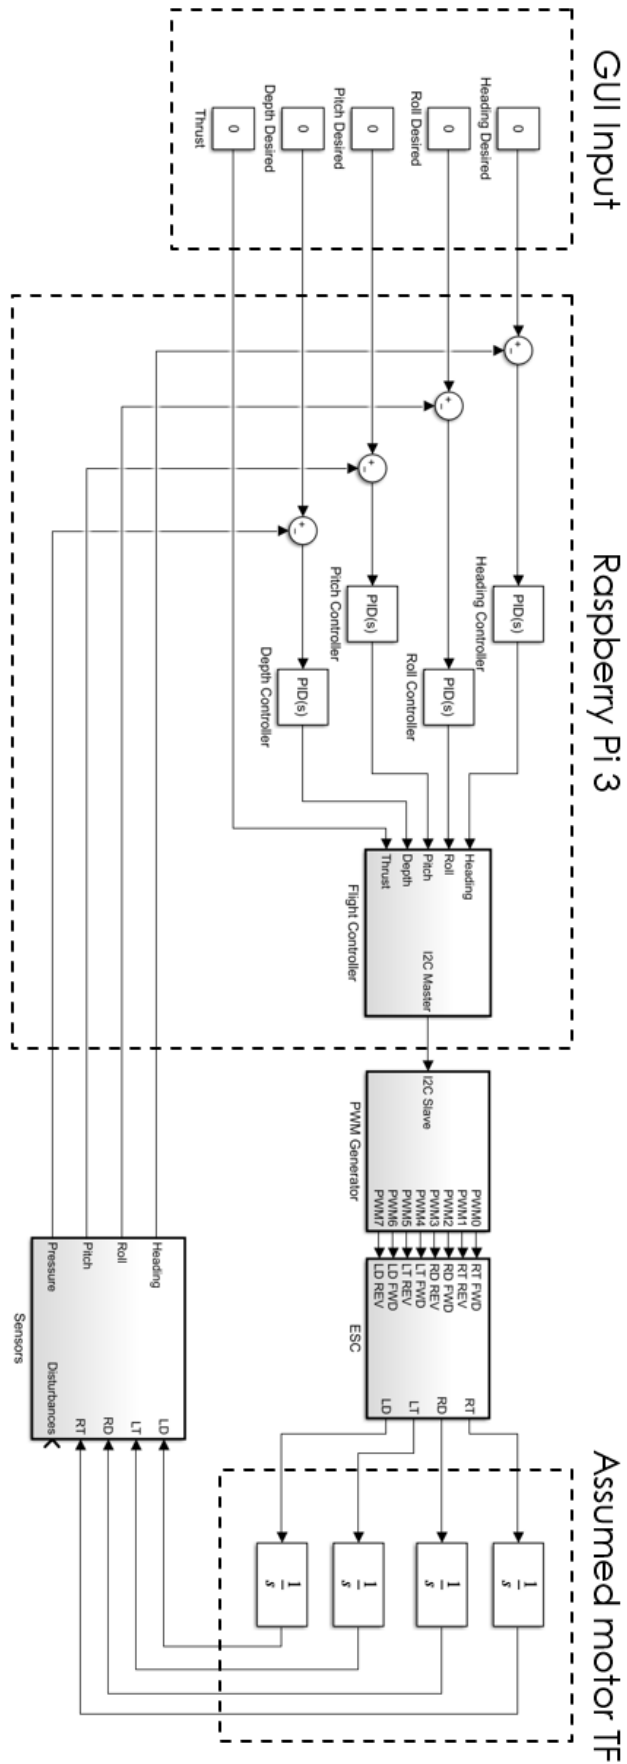 GUI Input
0
Heading Desired
0
Roll Desired
0
Pitch Desired
0
Depth Desired
0
Thrust
Raspberry Pi 3
+
−
+
−
+
−
+
−
PID(s)
Heading Controller
PID(s)
Roll Controller
PID(s)
Pitch Controller
PID(s)
Depth Controller
Heading
Roll
Pitch
Depth
Thrust
I2C Master
Flight Controller
I2C Slave
PWM0
PWM1
PWM2
PWM3
PWM4
PWM5
PWM6
PWM7
PWM Generator
RT FWD
RT REV
RD FWD
RD REV
LT FWD
LT REV
LD FWD
LD REV
RT
RD
LT
LD
ESC
Assumed motor TF
1
s
1
s
1
s
1
s
Heading
Roll
Pitch
Pressure
LD
LT
RD
RT
Disturbances
Sensors